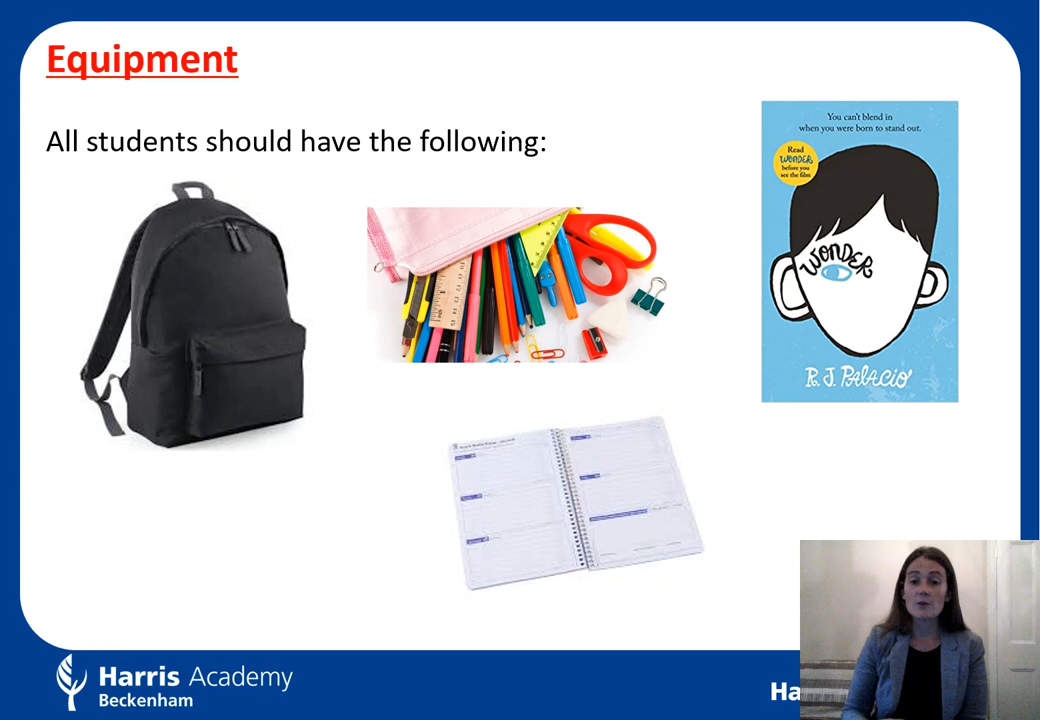 Equipment
All students should have the following:
You can't blend in
when you were born to stand out.
Read
WONDER
before you
see the film
WONDER
R. J. PALACIO
Harris Academy
Beckenham
Ha